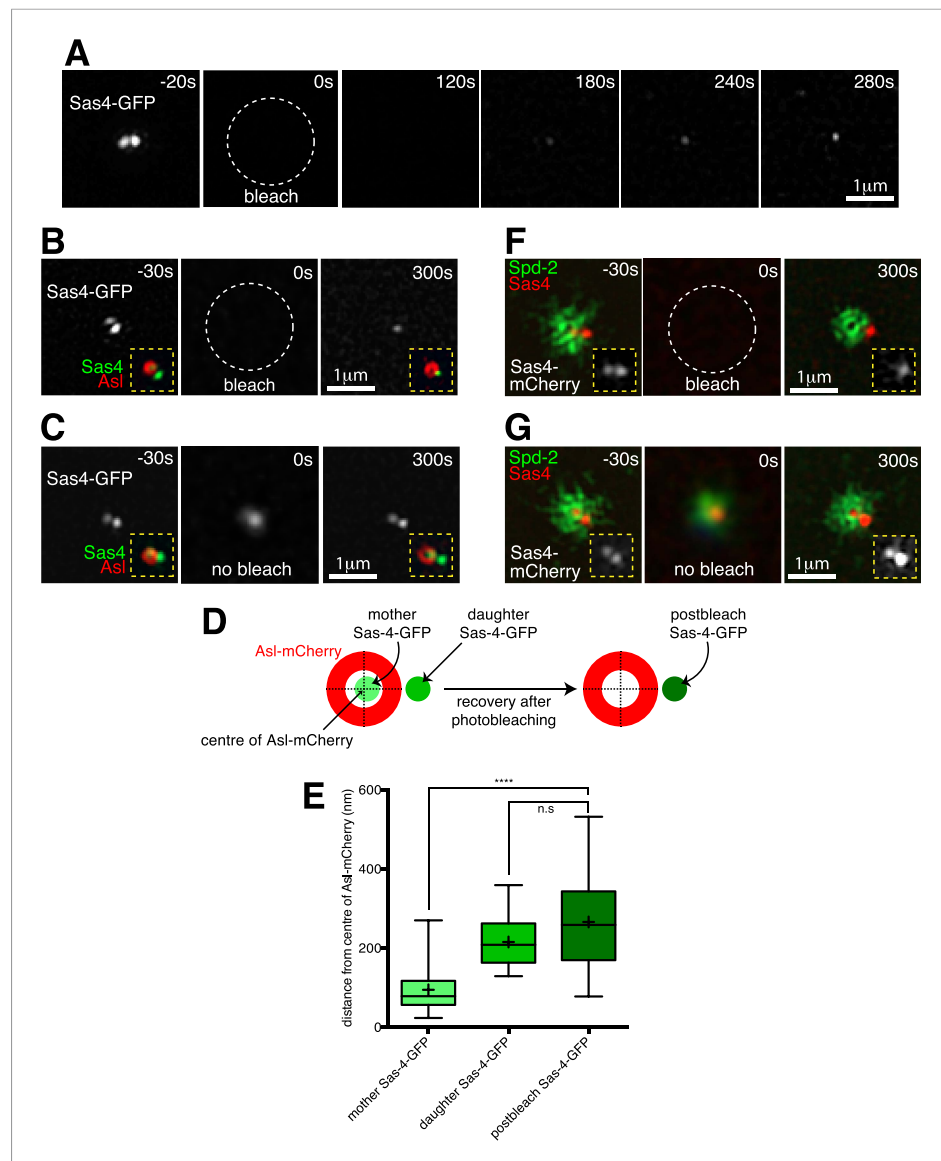 A
Sas4-GFP
-20s
0s
bleach
120s
180s
240s
280s
1μm
B
Sas4-GFP
-30s
Sas4
Asl
0s
bleach
300s
1μm
F
Spd-2
Sas4
-30s
Sas4-
mCherry
0s
bleach
300s
1μm
C
Sas4-GFP
-30s
Sas4
Asl
0s
no bleach
300s
1μm
G
Spd-2
Sas4
-30s
Sas4-
mCherry
0s
no bleach
300s
1μm
D
mother
Sas-4-GFP
daughter
Sas-4-GFP
postbleach
Sas-4-GFP
Asl-mCherry
recovery after
photobleaching
centre of Asl-mCherry
E
distance from centre of Asl-mCherry (nm)
600
400
200
0
****
n.s
mother Sas-4-GFP
daughter Sas-4-GFP
postbleach Sas-4-GFP